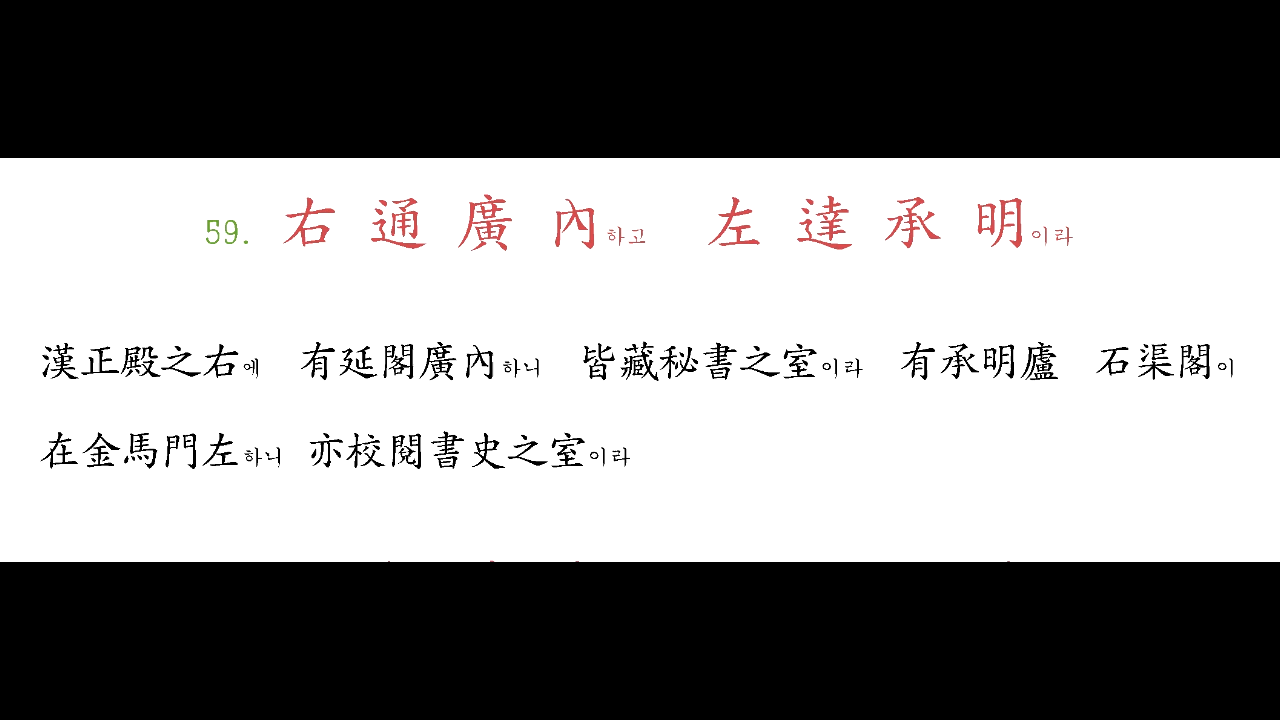 59. 右通廣內하고 左達承明이라
漢正殿之右에 有延閣廣內하니 皆藏秘書之室이라 有承明廬 石渠閣이
在金馬門左하니 亦校閱書史之室이라